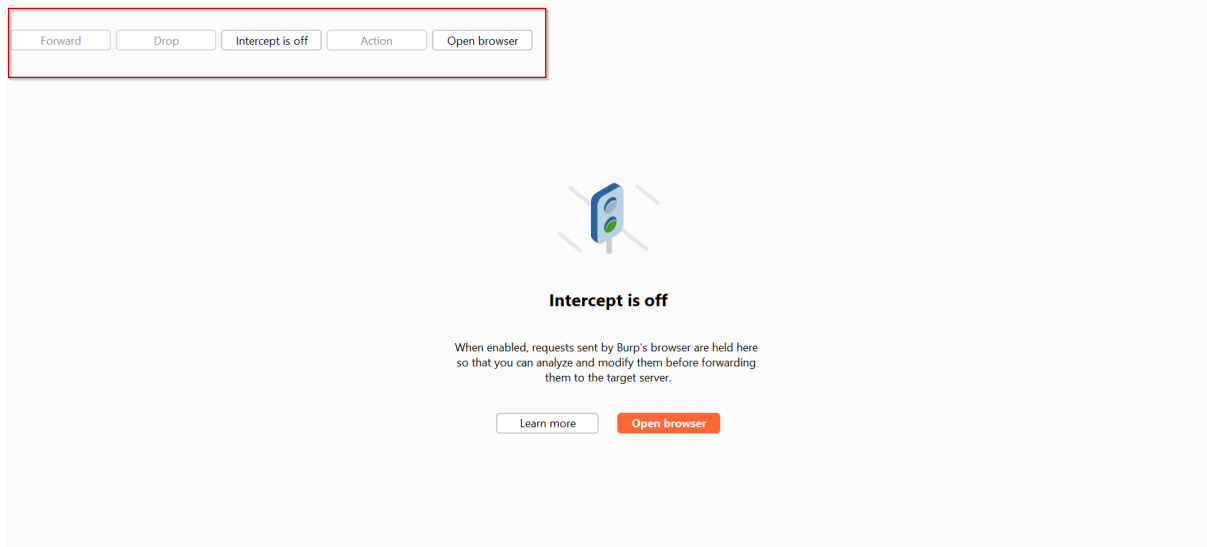 Forward Drop Intercept is off Action Open browser
Intercept is off
When enabled, requests sent by Burp's browser are held here
so that you can analyze and modify them before forwarding
them to the target server.
Learn more Open browser